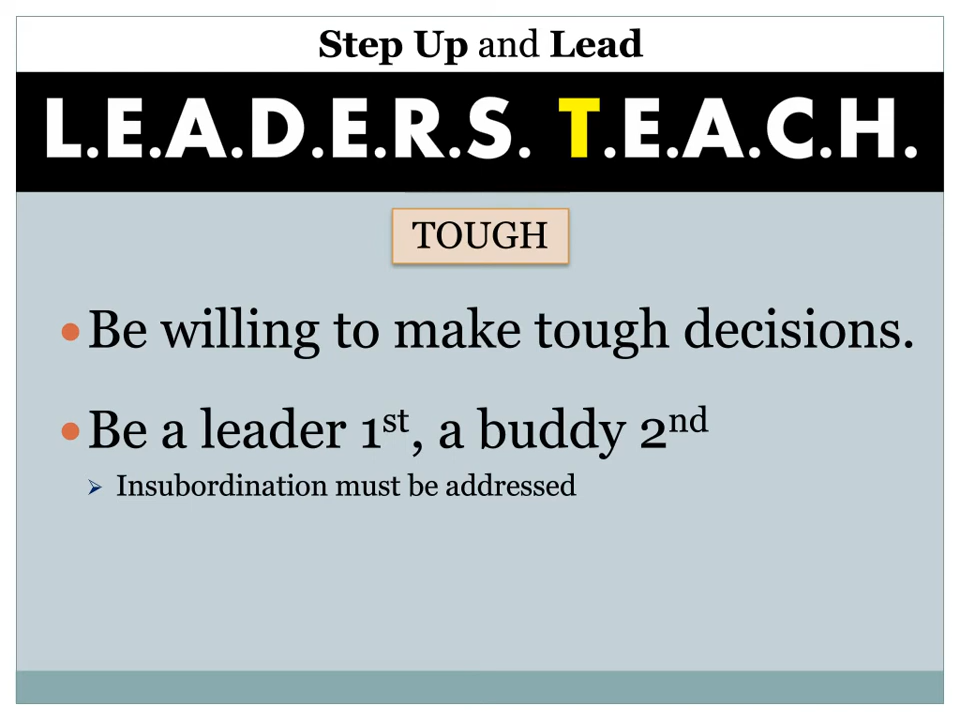 Step Up and Lead
L.E.A.D.E.R.S. T.E.A.C.H.
TOUGH
Be willing to make tough decisions.
Be a leader 1st, a buddy 2nd
Insubordination must be addressed